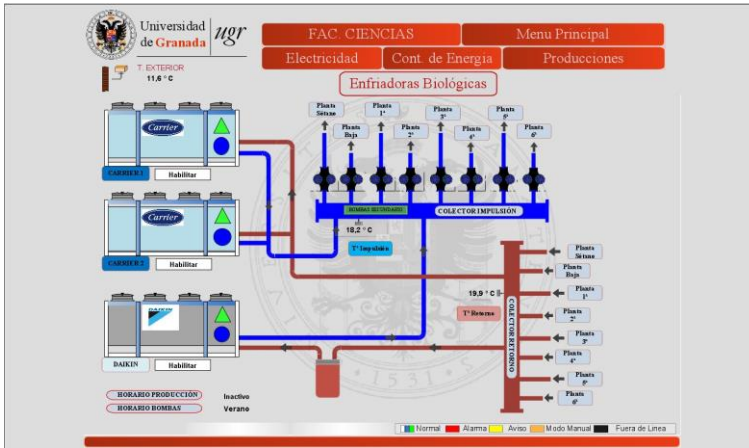 Universidad
de Granada
ugr
FAC. CIENCIAS
Menu Principal
Electricidad
Cont. de Energia
Producciones
T. EXTERIOR
11,6 ° C
Enfriadoras Biológicas
Planta
Sótano
Planta
Baja
Planta
1ª
Planta
2ª
Planta
3ª
Planta
4ª
Planta
5ª
Planta
6ª
Carrier
CARRIER 1
Habilitar
BOMBAS SECUNDARIO
COLECTOR IMPULSIÓN
18,2 ° C
Tª Impulsión
Carrier
CARRIER 2
Habilitar
Planta
Sótano
Planta
Baja
19,9 ° C
Planta
1ª
Tª Retorno
COLECTOR RETORNO
Planta
2ª
Planta
3ª
Planta
4ª
Planta
5ª
Planta
6ª
DAIKIN
DAIKIN
Habilitar
1531
HORARIO PRODUCCIÓN
Inactivo
HORARIO BOMBAS
Verano
Normal
Alarma
Aviso
Modo Manual
Fuera de Linea